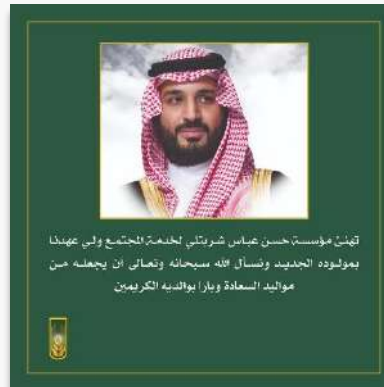 تهنئ مؤسسة حسن عباس شربتلي لخدمة المجتمع ولي عهدنا
بمولوده الجديد ونسأل الله سبحانه وتعالى أن يجعله من
مواليد السعادة وبارا بوالديه الكريمين